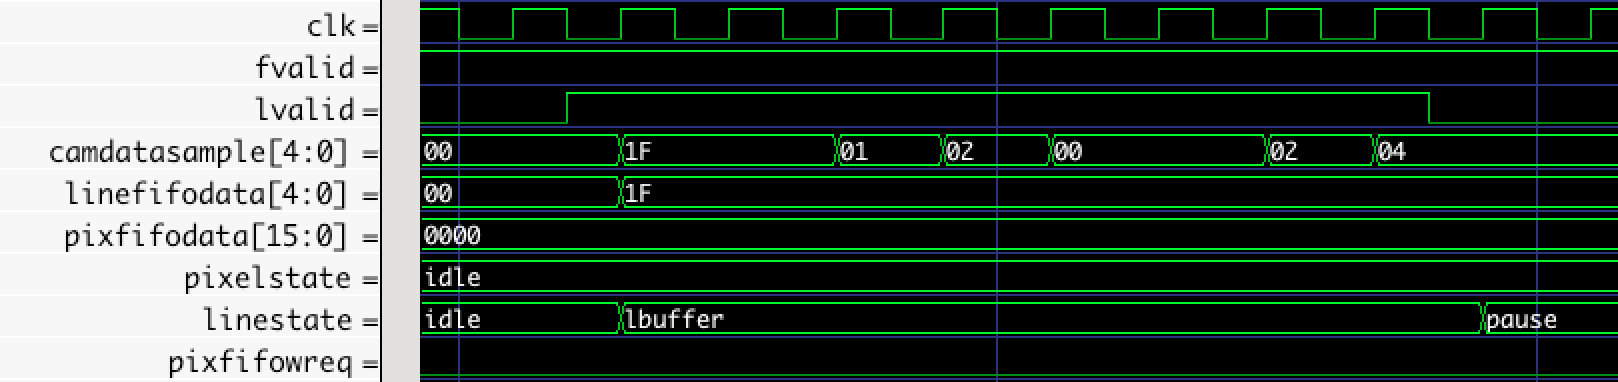 clk =
fvalid =
lvalid =
camdatasample[4:0] = 00 1F 01 02 00 02 04
linefifodata[4:0] = 00 1F
pixfifodata[15:0] = 0000
pixelstate = idle
linestate = idle lbuffer pause
pixfifowreq =